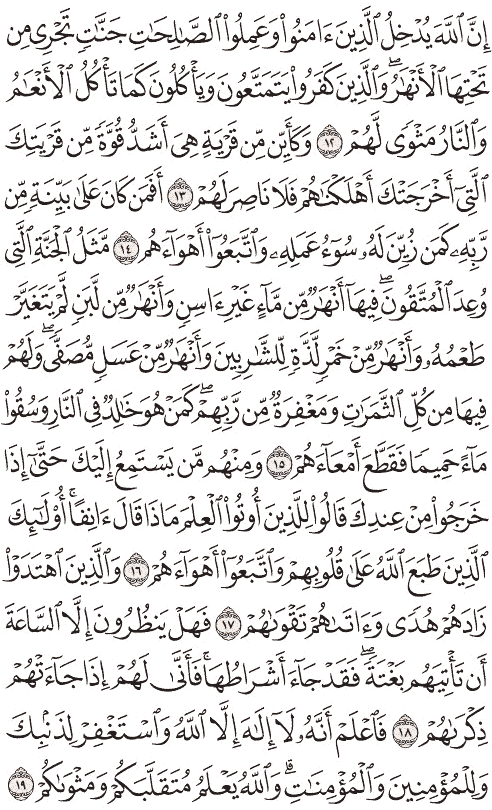 إِنَّ ٱللَّهَ يُدْخِلُ ٱلَّذِينَ ءَامَنُوا۟ وَعَمِلُوا۟ ٱلصَّـٰلِحَـٰتِ جَنَّـٰتٍ تَجْرِى مِن
تَحْتِهَا ٱلْأَنْهَـٰرُ ۖ وَٱلَّذِينَ كَفَرُوا۟ يَتَمَتَّعُونَ وَيَأْكُلُونَ كَمَا تَأْكُلُ ٱلْأَنْعَـٰمُ
وَٱلنَّارُ مَثْوًى لَّهُمْ ١٢ وَكَأَيِّن مِّن قَرْيَةٍ هِىَ أَشَدُّ قُوَّةً مِّن قَرْيَتِكَ
ٱلَّتِىٓ أَخْرَجَتْكَ أَهْلَكْنَـٰهُمْ فَلَا نَاصِرَ لَهُمْ ١٣ أَفَمَن كَانَ عَلَىٰ بَيِّنَةٍ مِّن
رَّبِّهِۦ كَمَن زُيِّنَ لَهُۥ سُوٓءُ عَمَلِهِۦ وَٱتَّبَعُوٓا۟ أَهْوَآءَهُم ١٤ مَّثَلُ ٱلْجَنَّةِ ٱلَّتِى
وُعِدَ ٱلْمُتَّقُونَ ۖ فِيهَآ أَنْهَـٰرٌ مِّن مَّآءٍ غَيْرِ ءَاسِنٍ وَأَنْهَـٰرٌ مِّن لَّبَنٍ لَّمْ يَتَغَيَّرْ
طَعْمُهُۥ وَأَنْهَـٰرٌ مِّنْ خَمْرٍ لَّذَّةٍ لِّلشَّـٰرِبِينَ وَأَنْهَـٰرٌ مِّنْ عَسَلٍ مُّصَفًّى ۖ وَلَهُمْ
فِيهَا مِن كُلِّ ٱلثَّمَرَٰتِ وَمَغْفِرَةٌ مِّن رَّبِّهِمْ ۖ كَمَنْ هُوَ خَـٰلِدٌ فِى ٱلنَّارِ وَسُقُوا۟
مَآءً حَمِيمًا فَقَطَّعَ أَمْعَآءَهُمْ ١٥ وَمِنْهُم مَّن يَسْتَمِعُ إِلَيْكَ حَتَّىٰٓ إِذَا
خَرَجُوا۟ مِنْ عِندِكَ قَالُوا۟ لِلَّذِينَ أُوتُوا۟ ٱلْعِلْمَ مَاذَا قَالَ ءَانِفًا ۚ أُو۟لَـٰٓئِكَ
ٱلَّذِينَ طَبَعَ ٱللَّهُ عَلَىٰ قُلُوبِهِمْ وَٱتَّبَعُوٓا۟ أَهْوَآءَهُمْ ١٦ وَٱلَّذِينَ ٱهْتَدَوْا۟
زَادَهُمْ هُدًى وَءَاتَىٰهُمْ تَقْوَىٰهُمْ ١٧ فَهَلْ يَنظُرُونَ إِلَّا ٱلسَّاعَةَ
أَن تَأْتِيَهُم بَغْتَةً ۖ فَقَدْ جَآءَ أَشْرَاطُهَا ۚ فَأَنَّىٰ لَهُمْ إِذَا جَآءَتْهُمْ
ذِكْرَىٰهُمْ ١٨ فَٱعْلَمْ أَنَّهُۥ لَآ إِلَـٰهَ إِلَّا ٱللَّهُ وَٱسْتَغْفِرْ لِذَنۢبِكَ
وَلِلْمُؤْمِنِينَ وَٱلْمُؤْمِنَـٰتِ ۗ وَٱللَّهُ يَعْلَمُ مُتَقَلَّبَكُمْ وَمَثْوَىٰكُمْ ١٩